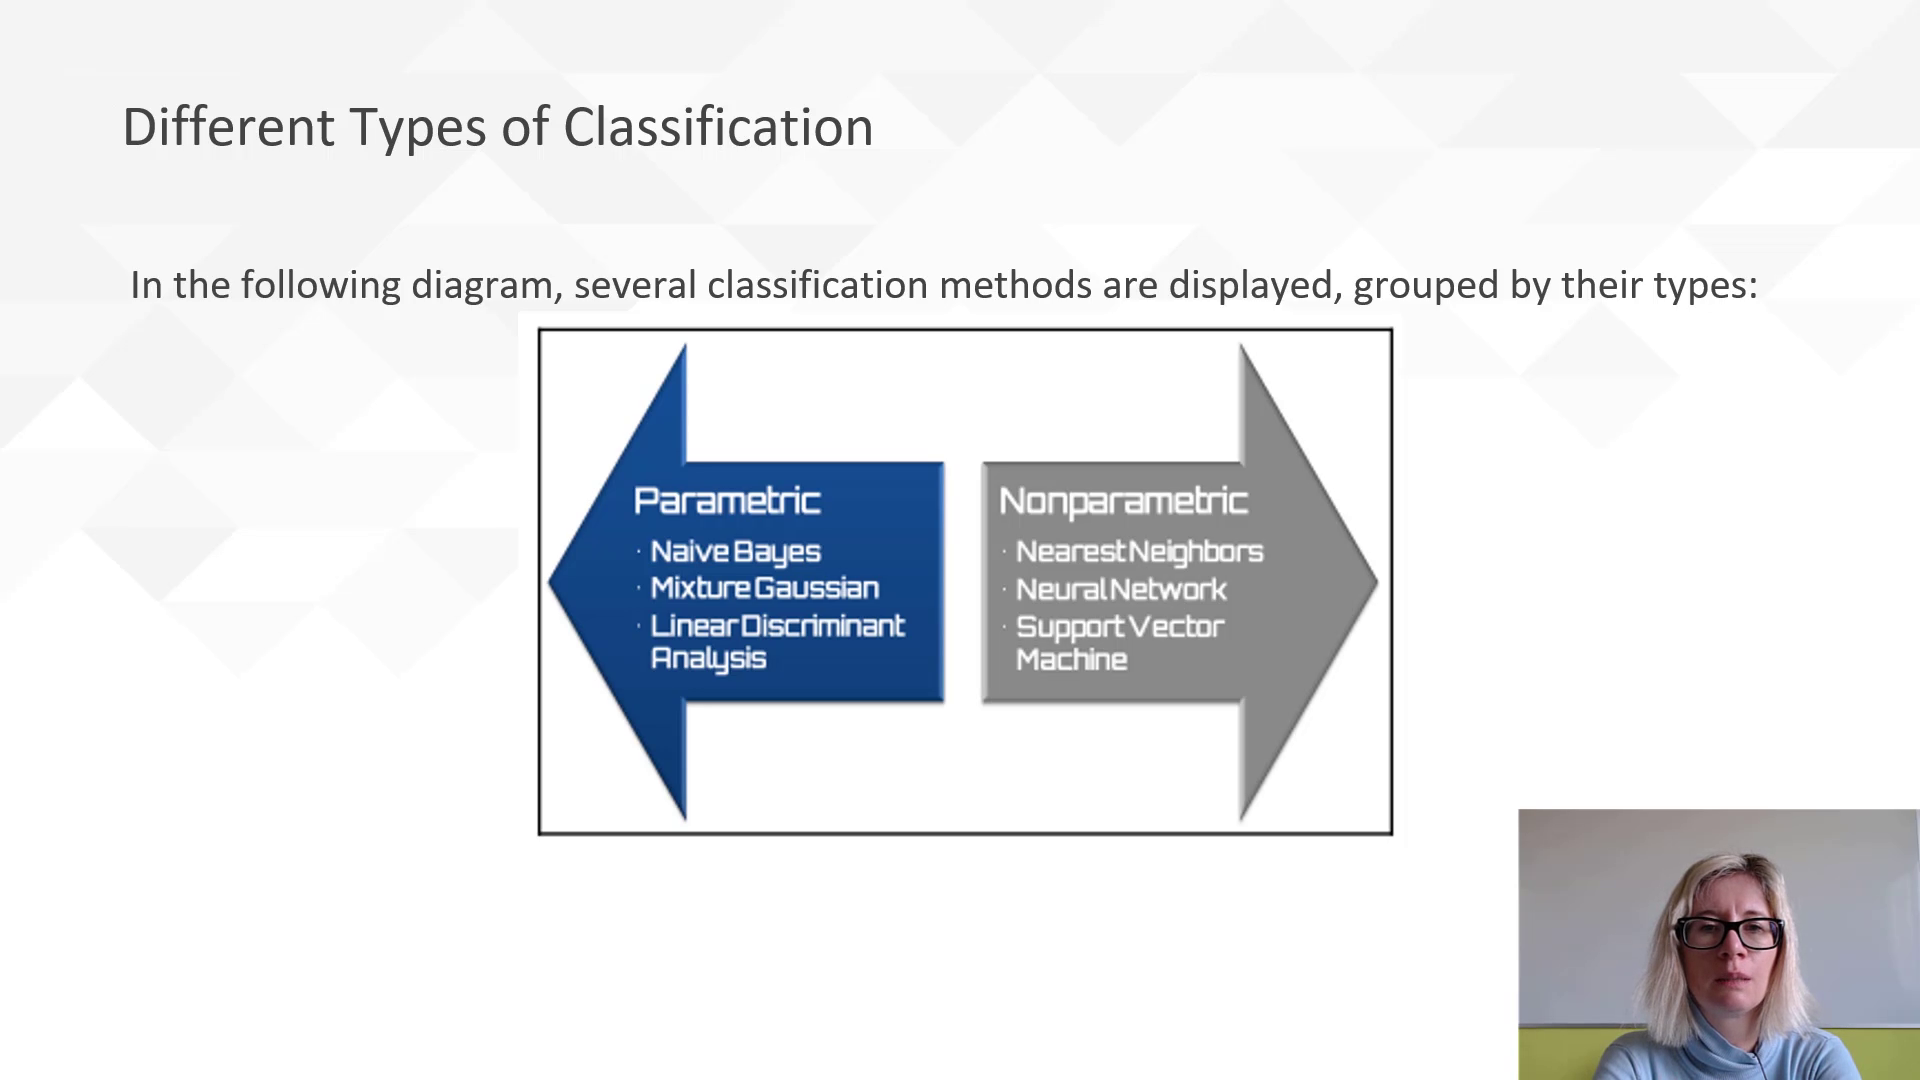 Different Types of Classification
In the following diagram, several classification methods are displayed, grouped by their types:
Parametric
· Naive Bayes
· Mixture Gaussian
· Linear Discriminant
Analysis
Nonparametric
· Nearest Neighbors
· Neural Network
· Support Vector
Machine